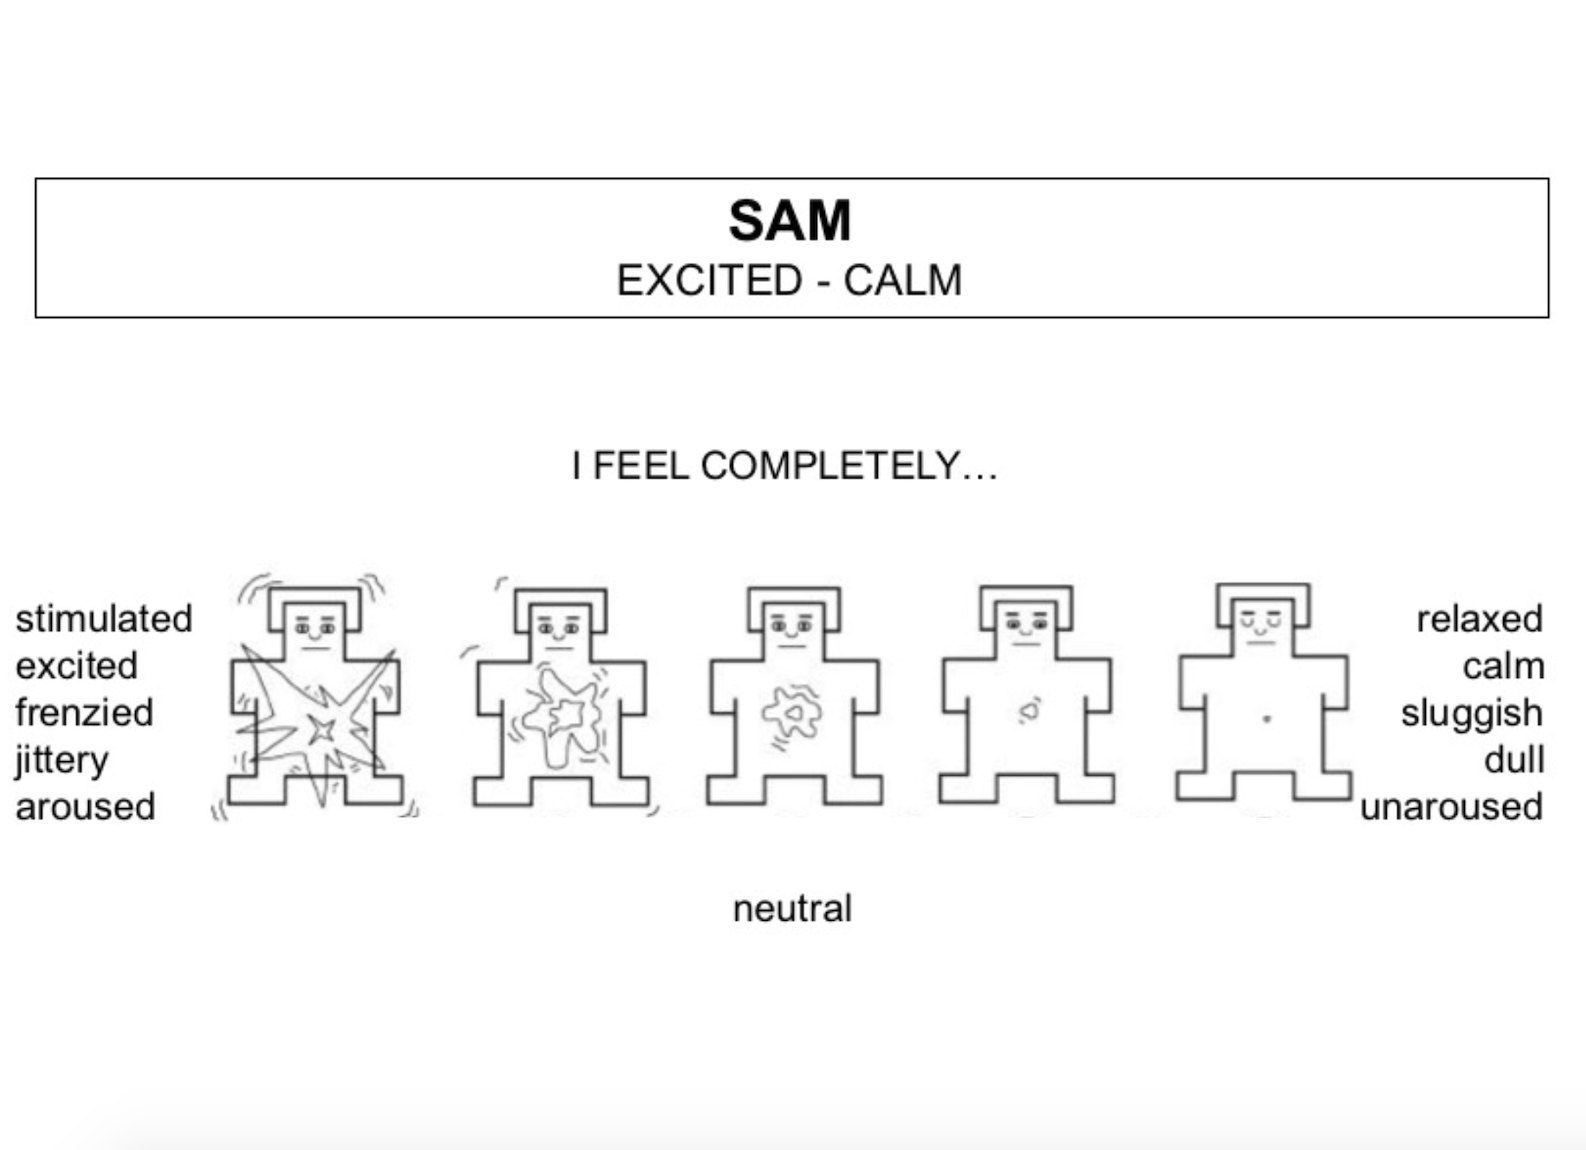 SAM
EXCITED - CALM
I FEEL COMPLETELY…
stimulated
excited
frenzied
jittery
aroused
relaxed
calm
sluggish
dull
unaroused
neutral